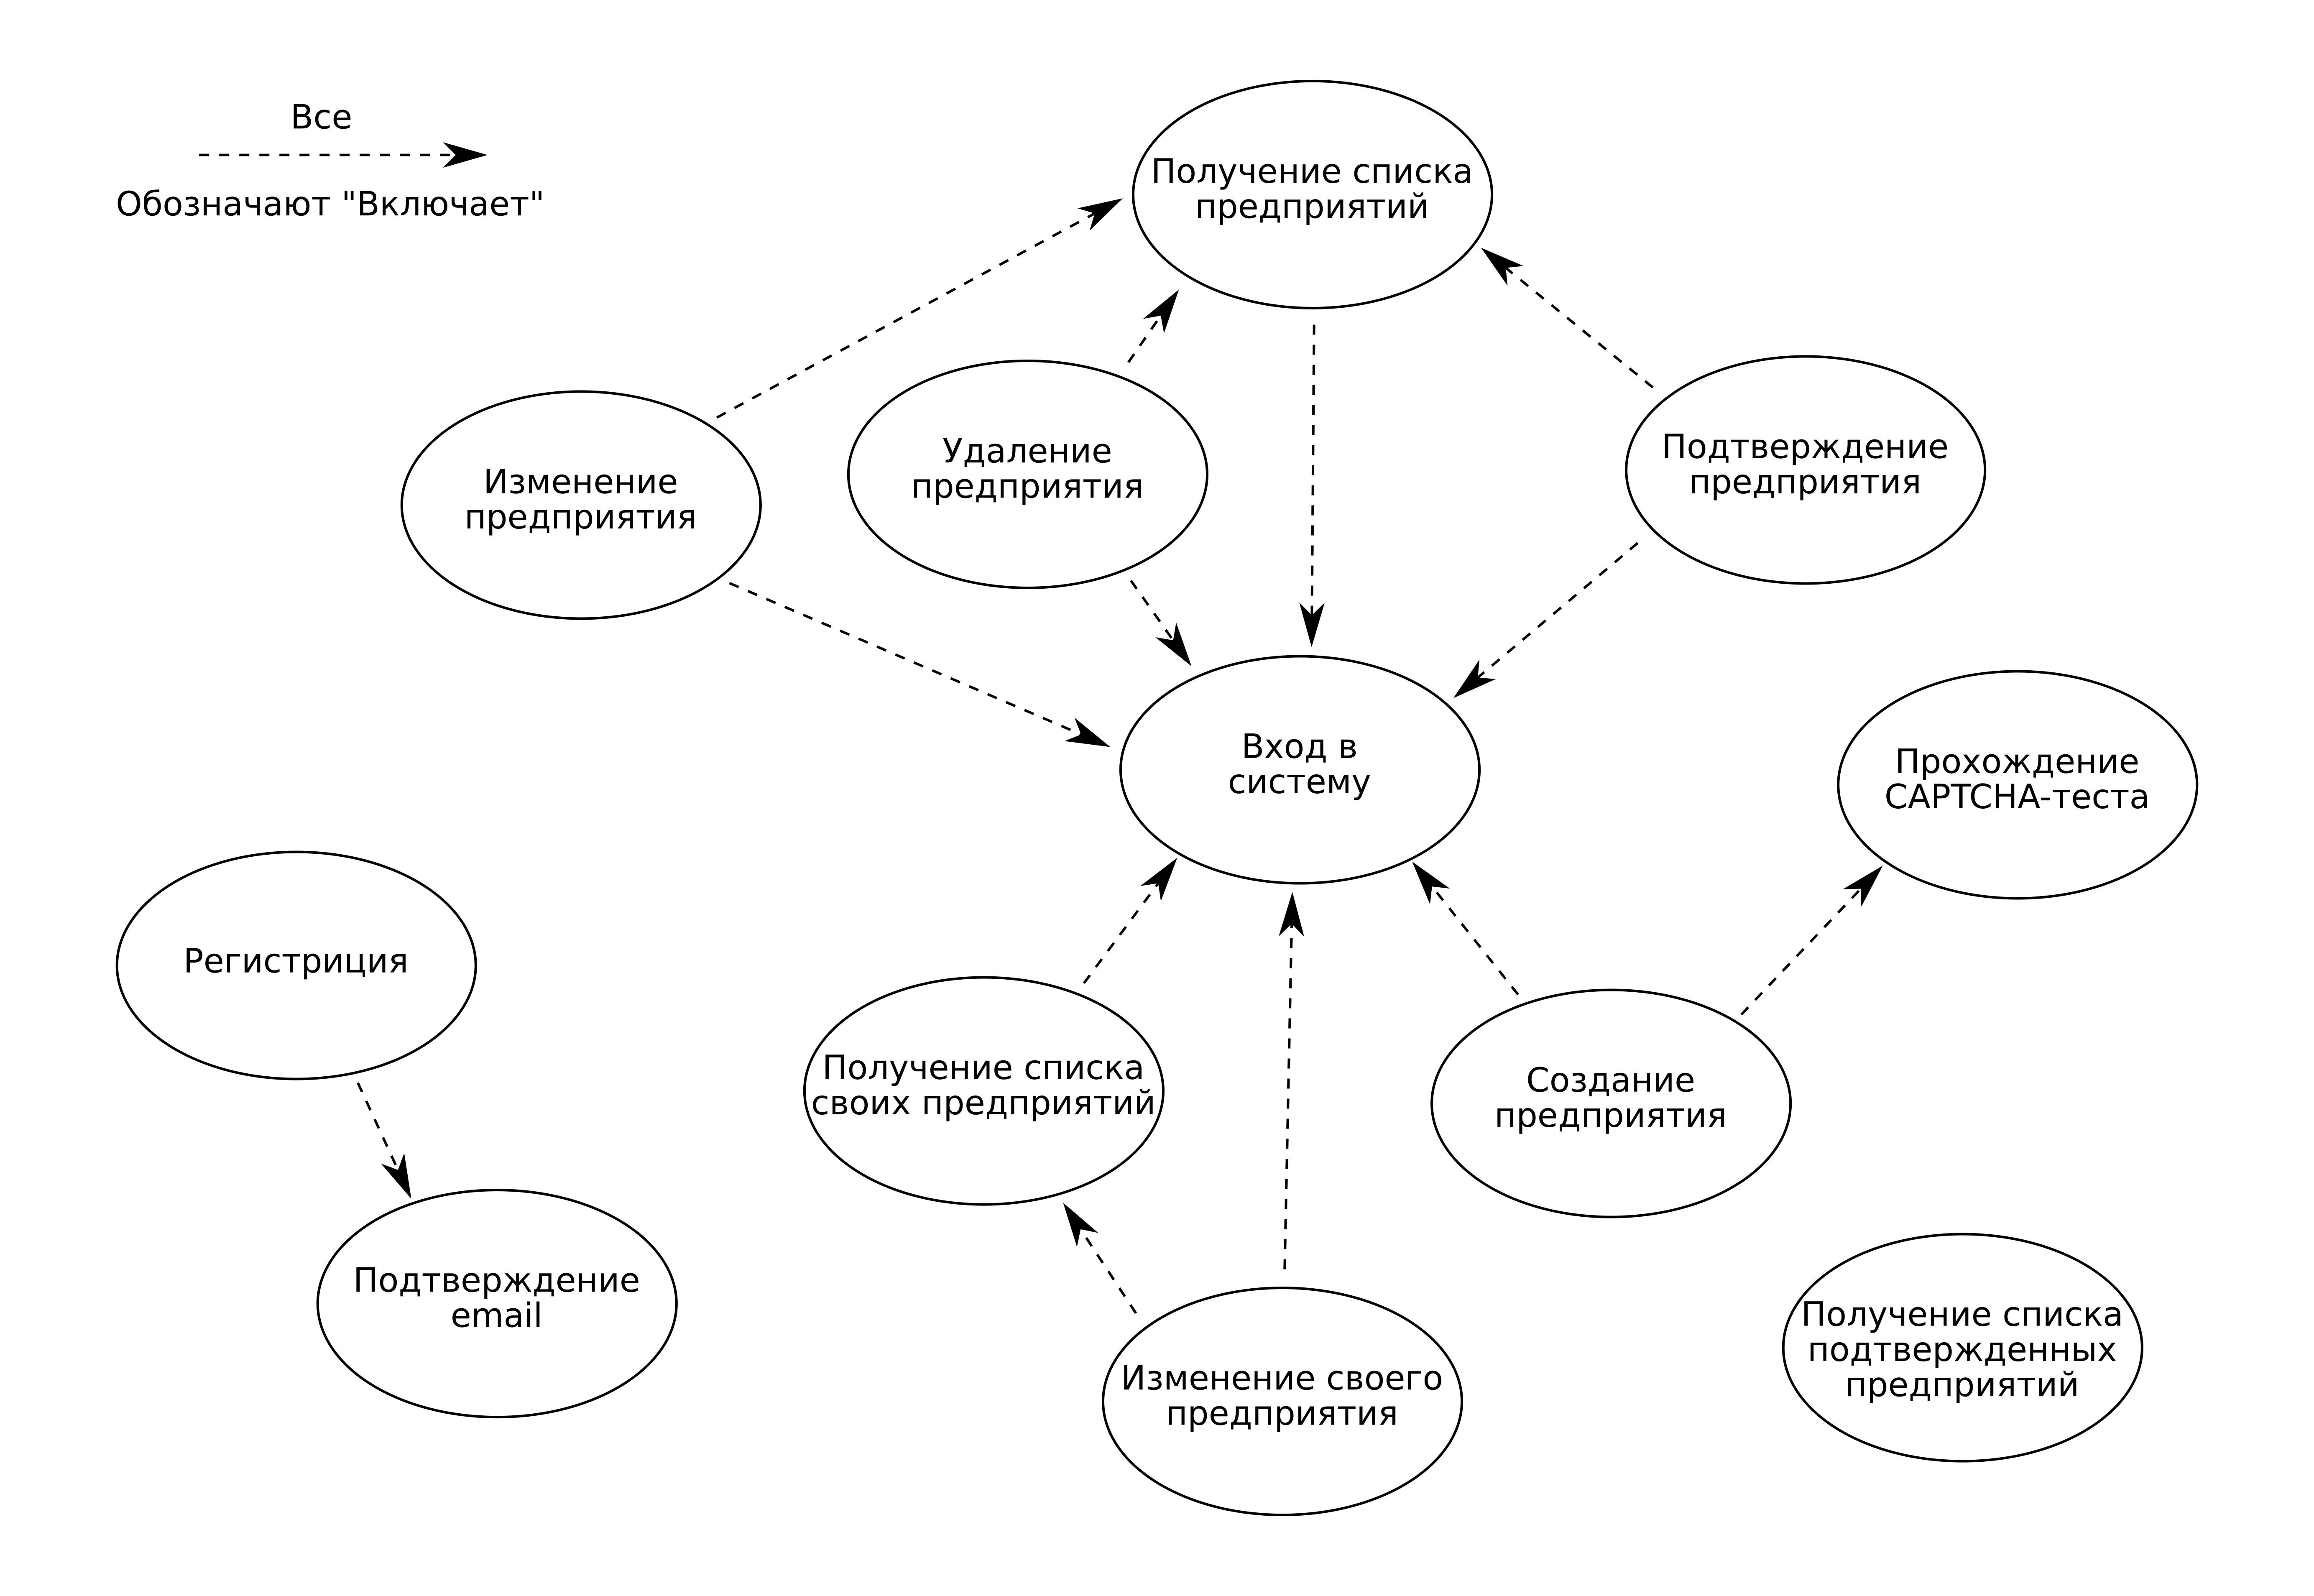 Все
Обозначают "Включает"
Получение списка
предприятий
Изменение
предприятия
Удаление
предприятия
Подтверждение
предприятия
Вход в
систему
Прохождение
CAPTCHA-теста
Регистриция
Получение списка
своих предприятий
Создание
предприятия
Подтверждение
email
Изменение своего
предприятия
Получение списка
подтвержденных
предприятий